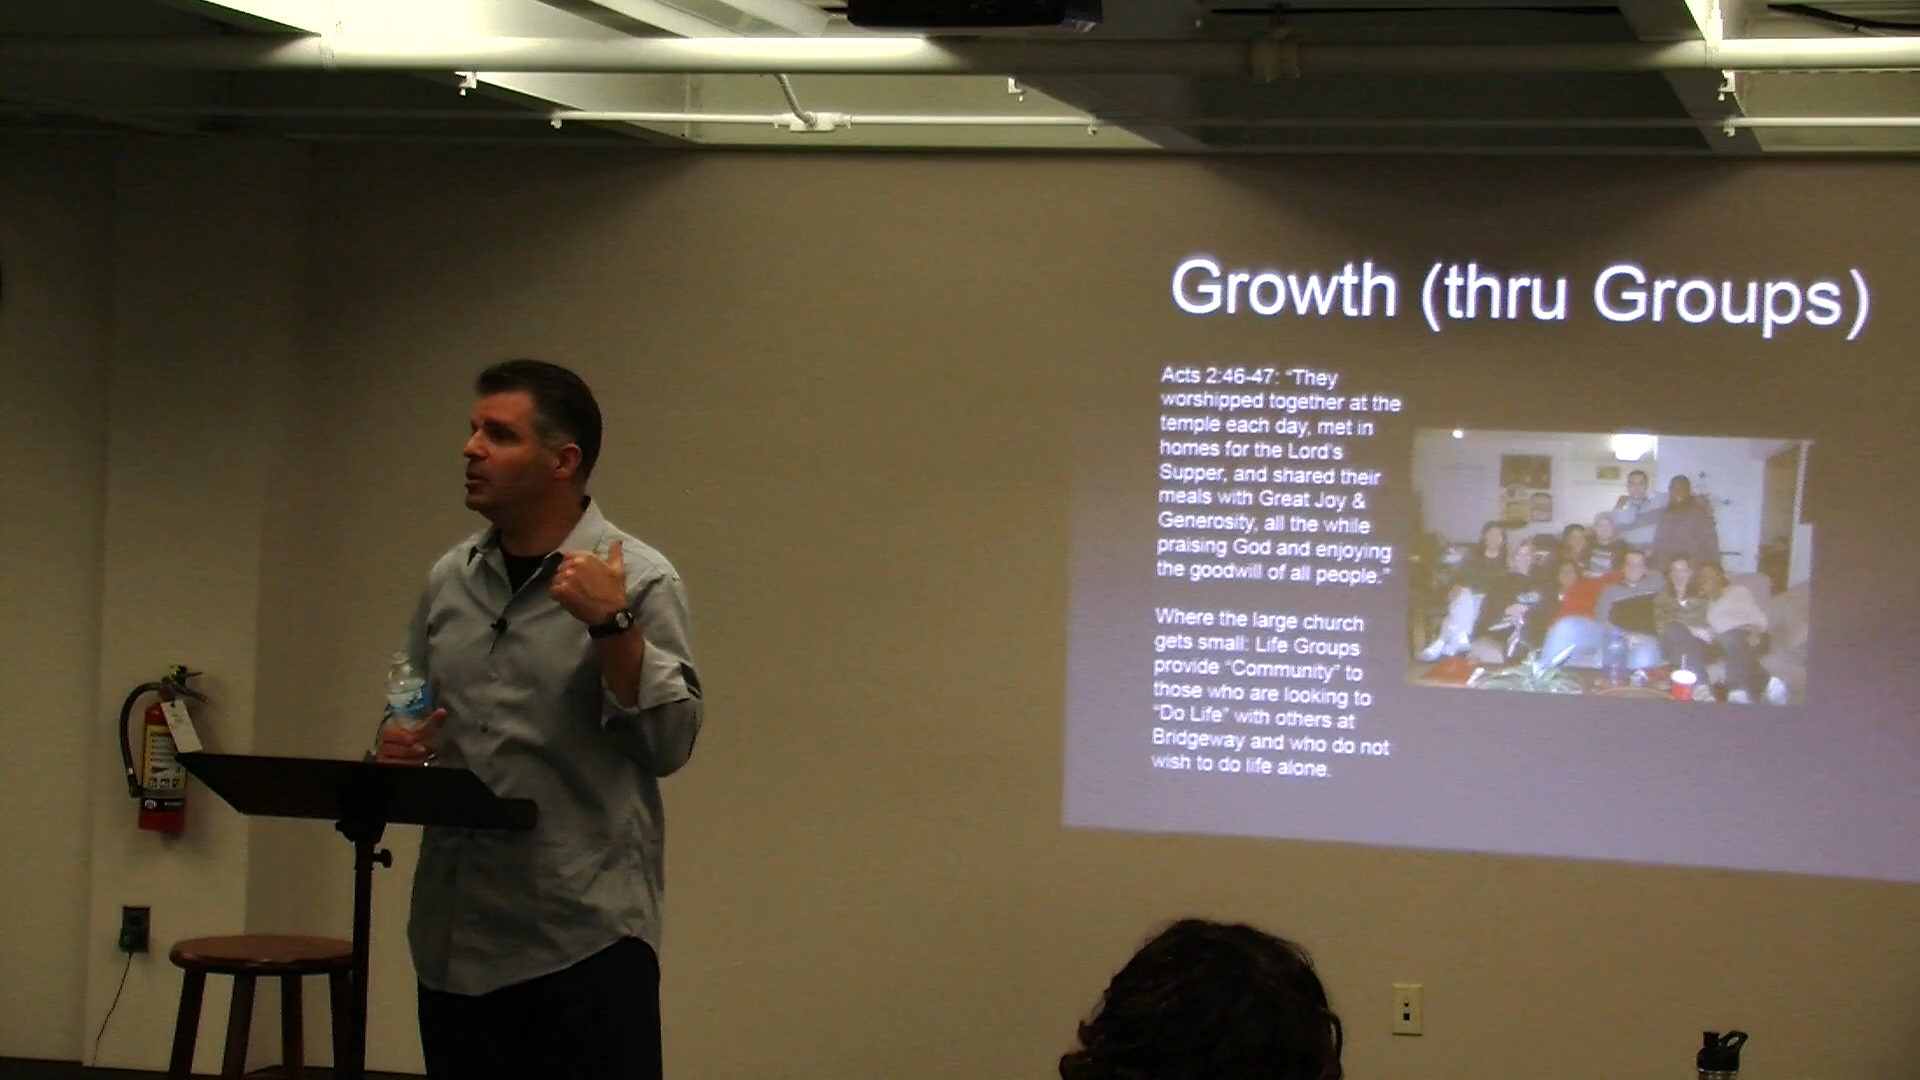 Growth (thru Groups)
Acts 2:46-47: "They
worshipped together at the
temple each day, met in
homes for the Lord's
Supper, and shared their
meals with Great Joy &
Generosity, all the while
praising God and enjoying
the goodwill of all people."
Where the large church
gets small: Life Groups
provide "Community" to
those who are looking to
"Do Life" with others at
Bridgeway and who do not
wish to do life alone.